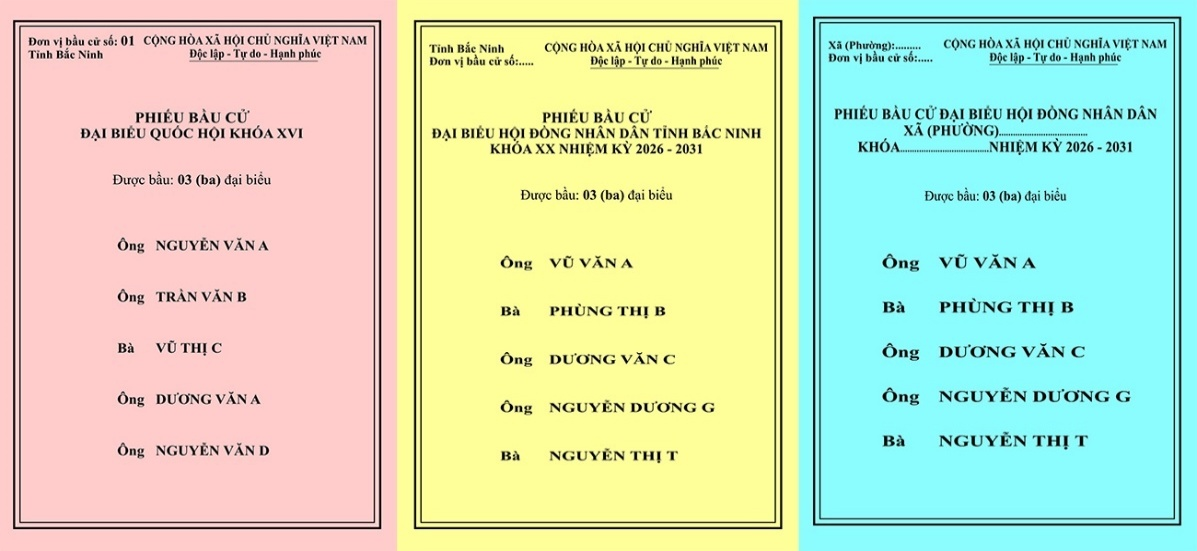 Đơn vị bầu cử số: 01
Tỉnh Bắc Ninh
CỘNG HÒA XÃ HỘI CHỦ NGHĨA VIỆT NAM
Độc lập - Tự do - Hạnh phúc
PHIẾU BẦU CỬ
ĐẠI BIỂU QUỐC HỘI KHÓA XVI
Được bầu: 03 (ba) đại biểu
Ông NGUYỄN VĂN A
Ông TRẦN VĂN B
Bà VŨ THỊ C
Ông DƯƠNG VĂN A
Ông NGUYỄN VĂN D
Tỉnh Bắc Ninh
Đơn vị bầu cử số:.....
CỘNG HÒA XÃ HỘI CHỦ NGHĨA VIỆT NAM
Độc lập - Tự do - Hạnh phúc
PHIẾU BẦU CỬ
ĐẠI BIỂU HỘI ĐỒNG NHÂN DÂN TỈNH BẮC NINH
KHÓA XX NHIỆM KỲ 2026 - 2031
Được bầu: 03 (ba) đại biểu
Ông VŨ VĂN A
Bà PHÙNG THỊ B
Ông DƯƠNG VĂN C
Ông NGUYỄN DƯƠNG G
Bà NGUYỄN THỊ T
Xã (Phường):.........
Đơn vị bầu cử số:.....
CỘNG HÒA XÃ HỘI CHỦ NGHĨA VIỆT NAM
Độc lập - Tự do - Hạnh phúc
PHIẾU BẦU CỬ ĐẠI BIỂU HỘI ĐỒNG NHÂN DÂN
XÃ (PHƯỜNG)....................................
KHÓA....................................NHIỆM KỲ 2026 - 2031
Được bầu: 03 (ba) đại biểu
Ông VŨ VĂN A
Bà PHÙNG THỊ B
Ông DƯƠNG VĂN C
Ông NGUYỄN DƯƠNG G
Bà NGUYỄN THỊ T